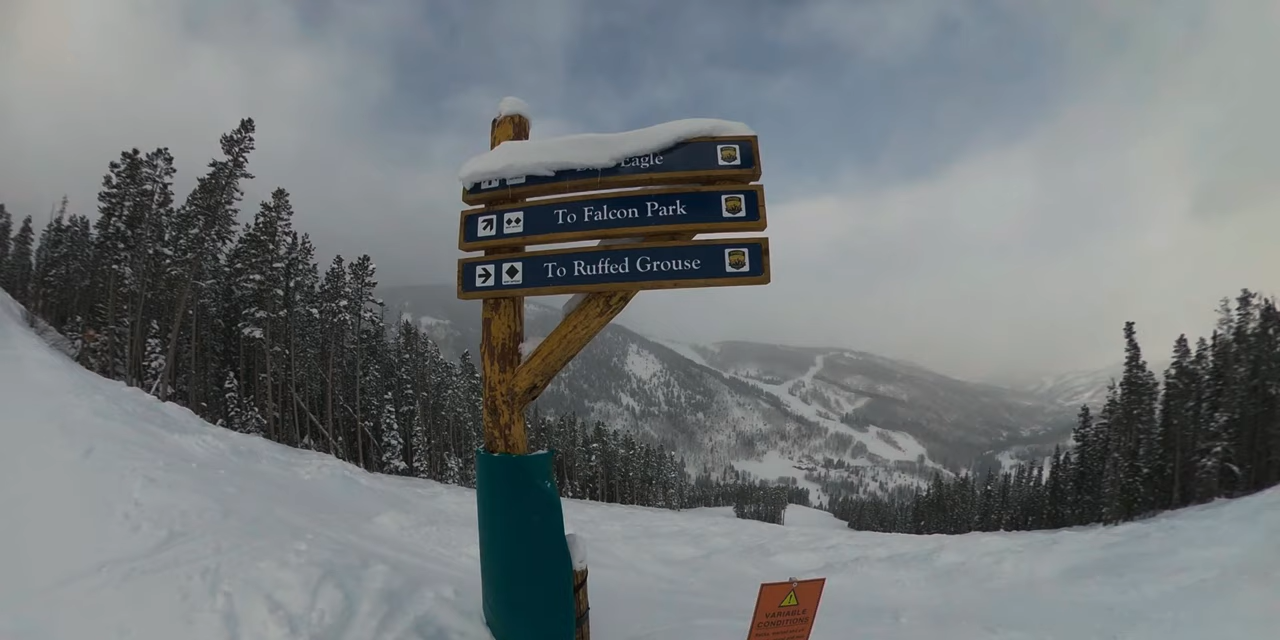 Eagle
To Falcon Park
To Ruffed Grouse
VARIABLE
CONDITIONS